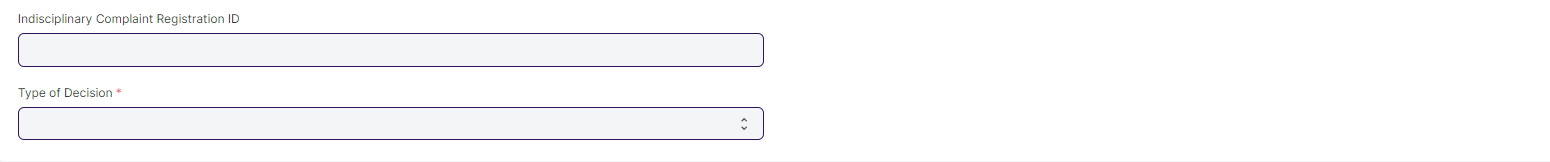 Indisciplinary Complaint Registration ID
Type of Decision *